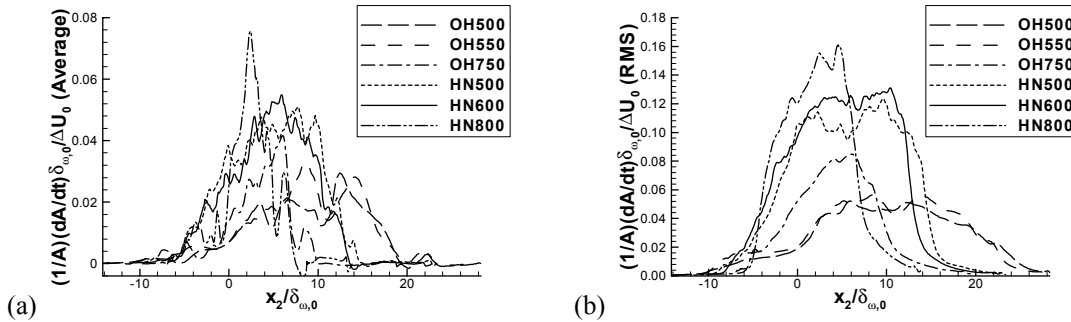 (a)
(1/A)(dA/dt)δω,0/ΔU0 (Average)
0.08
0.06
0.04
0.02
0
-10
0
10
20
x2/δω,0
OH500
OH550
OH750
HN500
HN600
HN800
(b)
(1/A)(dA/dt)δω,0/ΔU0 (RMS)
0.18
0.16
0.14
0.12
0.10
0.08
0.06
0.04
0.02
0.00
-10
0
10
20
x2/δω,0
OH500
OH550
OH750
HN500
HN600
HN800